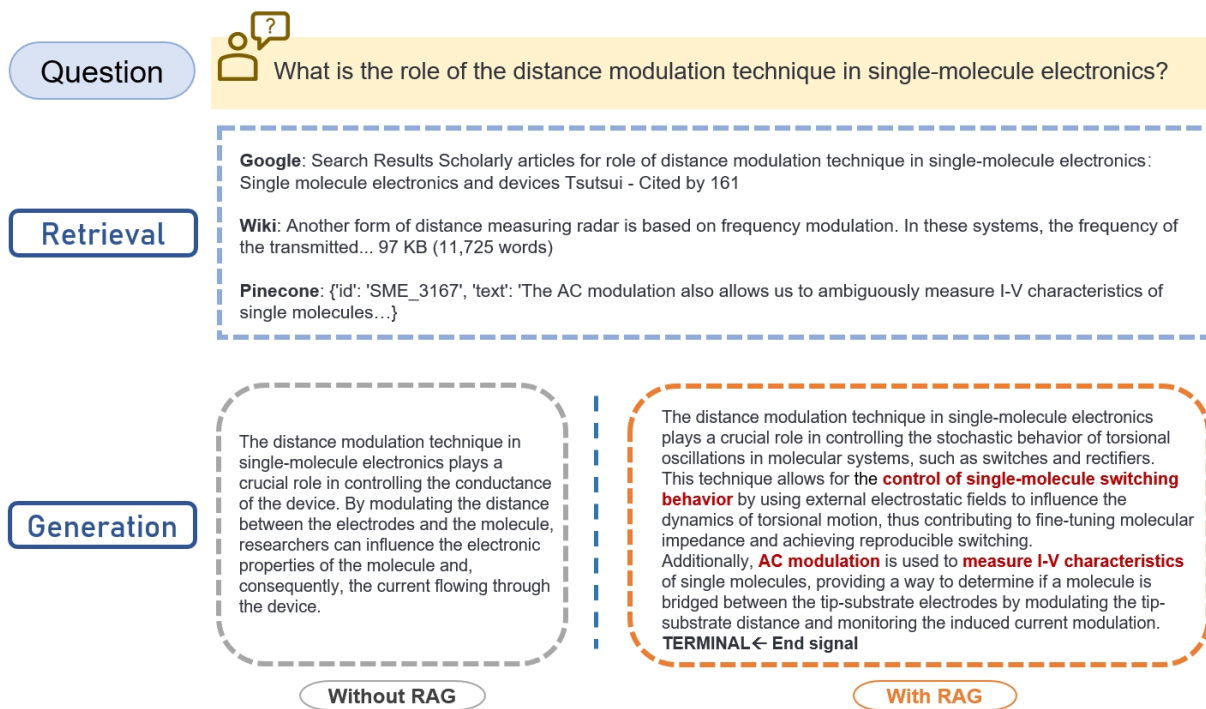 ?
Question
What is the role of the distance modulation technique in single-molecule electronics?
Google: Search Results Scholarly articles for role of distance modulation technique in single-molecule electronics:
Single molecule electronics and devices Tsutsui - Cited by 161
Retrieval
Wiki: Another form of distance measuring radar is based on frequency modulation. In these systems, the frequency of
the transmitted... 97 KB (11,725 words)
Pinecone: {'id': 'SME_3167', 'text': 'The AC modulation also allows us to ambiguously measure I-V characteristics of
single molecules…}
Generation
The distance modulation technique in
single-molecule electronics plays a
crucial role in controlling the conductance
of the device. By modulating the distance
between the electrodes and the molecule,
researchers can influence the electronic
properties of the molecule and,
consequently, the current flowing through
the device.
The distance modulation technique in single-molecule electronics
plays a crucial role in controlling the stochastic behavior of torsional
oscillations in molecular systems, such as switches and rectifiers.
This technique allows for the control of single-molecule switching
behavior by using external electrostatic fields to influence the
dynamics of torsional motion, thus contributing to fine-tuning molecular
impedance and achieving reproducible switching.
Additionally, AC modulation is used to measure I-V characteristics
of single molecules, providing a way to determine if a molecule is
bridged between the tip-substrate electrodes by modulating the tip-
substrate distance and monitoring the induced current modulation.
TERMINAL← End signal
Without RAG
With RAG